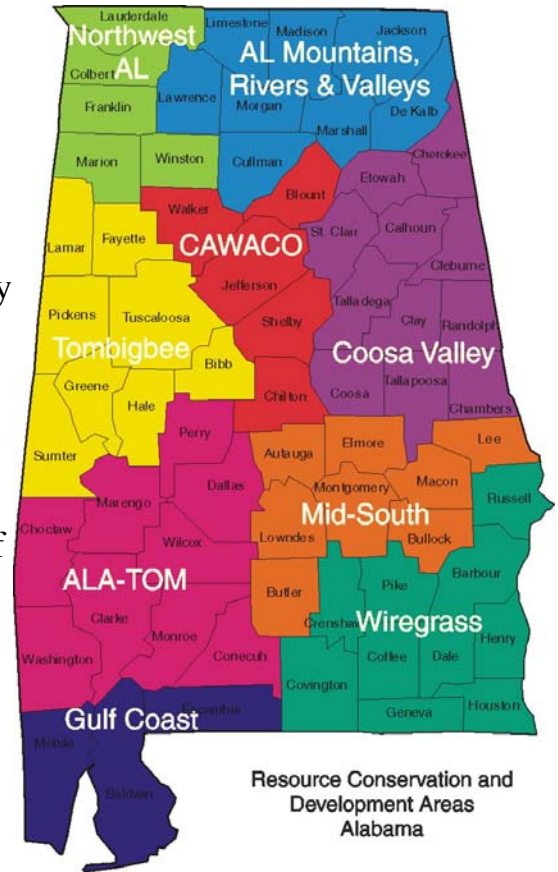 Lauderdale
Limestone
Madison
Jackson
Northwest
AL
AL Mountains,
Rivers & Valleys
Colbert
Franklin
Lawrence
Morgan
Marshall
De Kalb
Marion
Winston
Cullman
Cherokee
Etowah
Blount
Walker
Lamar
Fayette
St. Clair
Calhoun
CAWACO
Cleburne
Jefferson
y
Pickens
Tuscaloosa
Talladega
Clay
Randolph
Shelby
Tombigbee
Bibb
Coosa Valley
Greene
Hale
Chilton
Coosa
Tallapoosa
Chambers
Perry
Sumter
Autauga
Elmore
Lee
Dallas
Montgomery
Macon
Russell
Marengo
Mid-South
Choctaw
f
Wilcox
Lowndes
Bullock
ALA-TOM
Butler
Pike
Barbour
Clarke
Crenshaw
Wiregrass
Monroe
Henry
Washington
Conecuh
Coffee
Dale
Covington
Houston
Geneva
Gulf Coast
Escambia
Mobile
Baldwin
Resource Conservation and
Development Areas
Alabama